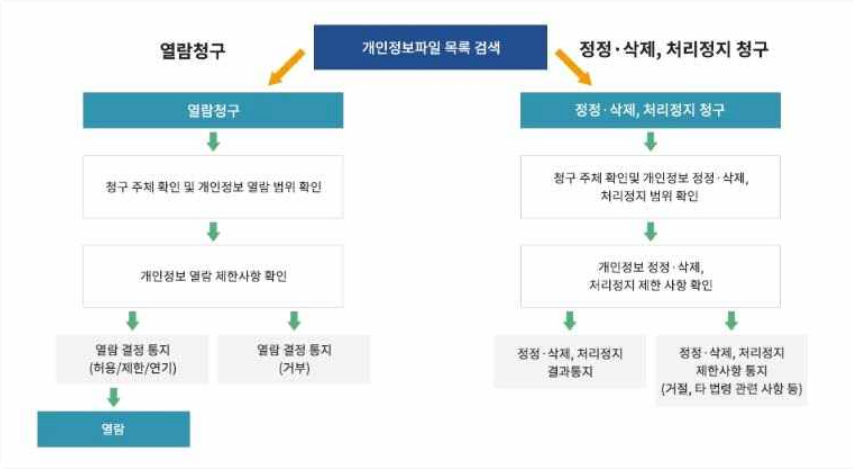 열람청구
개인정보파일 목록 검색
정정·삭제, 처리정지 청구
열람청구
청구 주체 확인 및 개인정보 열람 범위 확인
개인정보 열람 제한사항 확인
열람 결정 통지
(허용/제한/연기)
열람 결정 통지
(거부)
열람
정정·삭제, 처리정지 청구
청구 주체 확인및 개인정보 정정·삭제,
처리정지 범위 확인
개인정보 정정·삭제,
처리정지 제한 사항 확인
정정·삭제, 처리정지
결과통지
정정·삭제, 처리정지
제한사항 통지
(거절, 타 법령 관련 사항 등)